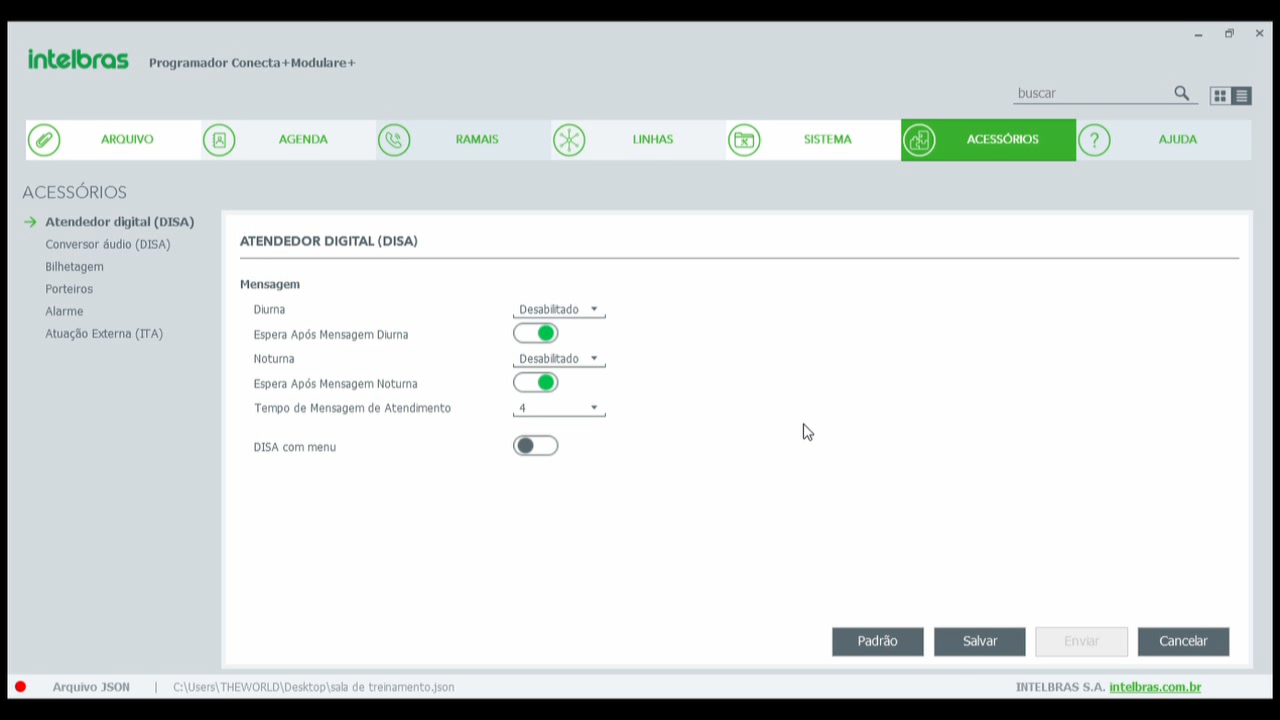 intelbras Programador Conecta+Modulare+
buscar
ARQUIVO AGENDA RAMAIS LINHAS SISTEMA ACESSÓRIOS ? AJUDA
ACESSÓRIOS
Atendedor digital (DISA)
Conversor áudio (DISA)
Bilhetagem
Porteiros
Alarme
Atuação Externa (ITA)
ATENDEDOR DIGITAL (DISA)
Mensagem
Diurna Desabilitado
Espera Após Mensagem Diurna
Noturna Desabilitado
Espera Após Mensagem Noturna
Tempo de Mensagem de Atendimento 4
DISA com menu
Padrão Salvar Enviar Cancelar
Arquivo JSON | C:\Users\THEWORLD\Desktop\sala de treinamento.json INTELBRAS S.A. intelbras.com.br